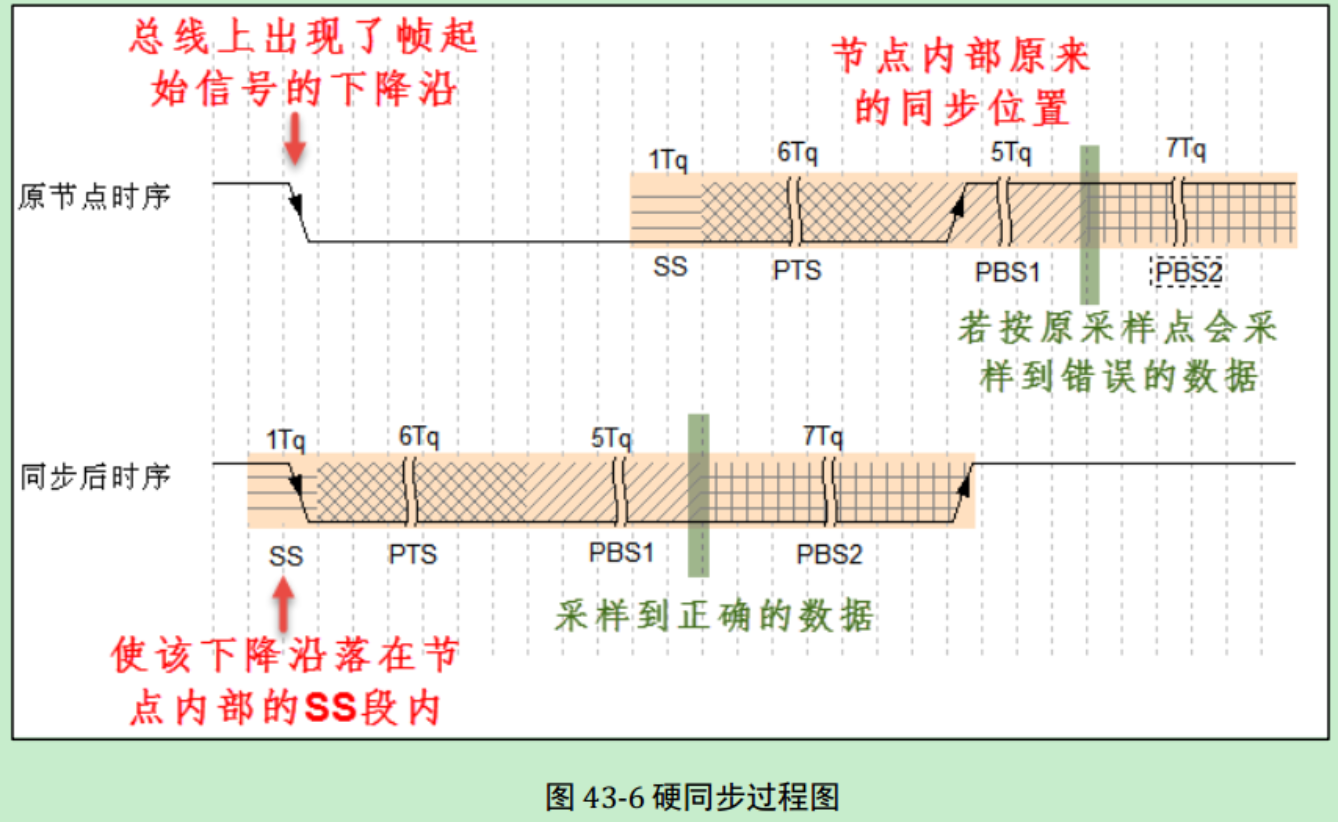 总线上出现了帧起
始信号的下降沿
节点内部原来
的同步位置
原节点时序
1Tq
6Tq
5Tq
7Tq
SS
PTS
PBS1
PBS2
若按原采样点会采
样到错误的数据
同步后时序
1Tq
6Tq
5Tq
7Tq
SS
PTS
PBS1
PBS2
采样到正确的数据
使该下降沿落在节
点内部的SS段内
图 43-6 硬同步过程图